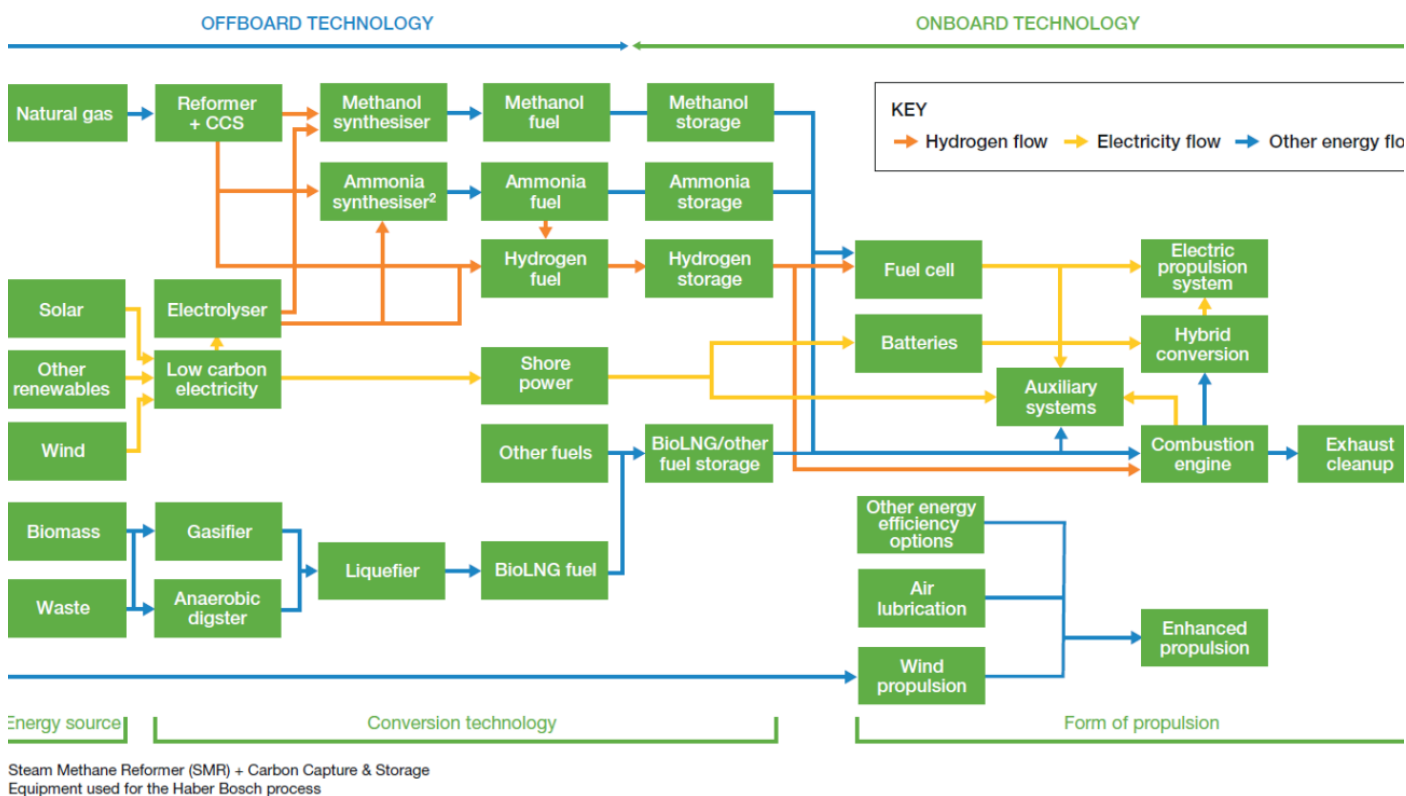 OFFBOARD TECHNOLOGY
ONBOARD TECHNOLOGY
Natural gas
Reformer
+ CCS
Methanol
synthesiser
Methanol
fuel
Methanol
storage
KEY
Hydrogen flow
Electricity flow
Other energy flo
Ammonia
synthesiser²
Ammonia
fuel
Ammonia
storage
Hydrogen
fuel
Hydrogen
storage
Fuel cell
Electric
propulsion
system
Solar
Electrolyser
Other
renewables
Low carbon
electricity
Shore
power
Batteries
Hybrid
conversion
Auxiliary
systems
Wind
Other fuels
BioLNG/other
fuel storage
Combustion
engine
Exhaust
cleanup
Biomass
Gasifier
Other energy
efficiency
options
Liquefier
BioLNG fuel
Waste
Anaerobic
digster
Air
lubrication
Enhanced
propulsion
Wind
propulsion
Energy source
Conversion technology
Form of propulsion
Steam Methane Reformer (SMR) + Carbon Capture & Storage
Equipment used for the Haber Bosch process